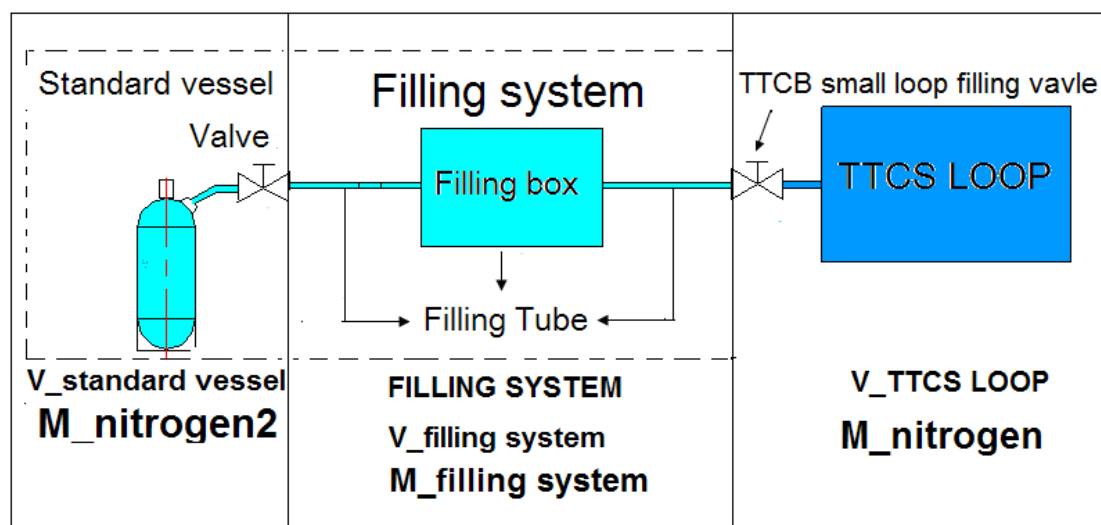 Standard vessel
Valve
V_standard vessel
M_nitrogen2
Filling system
Filling box
Filling Tube
FILLING SYSTEM
V_filling system
M_filling system
TTCB small loop filling vavle
TTCS LOOP
V_TTCS LOOP
M_nitrogen